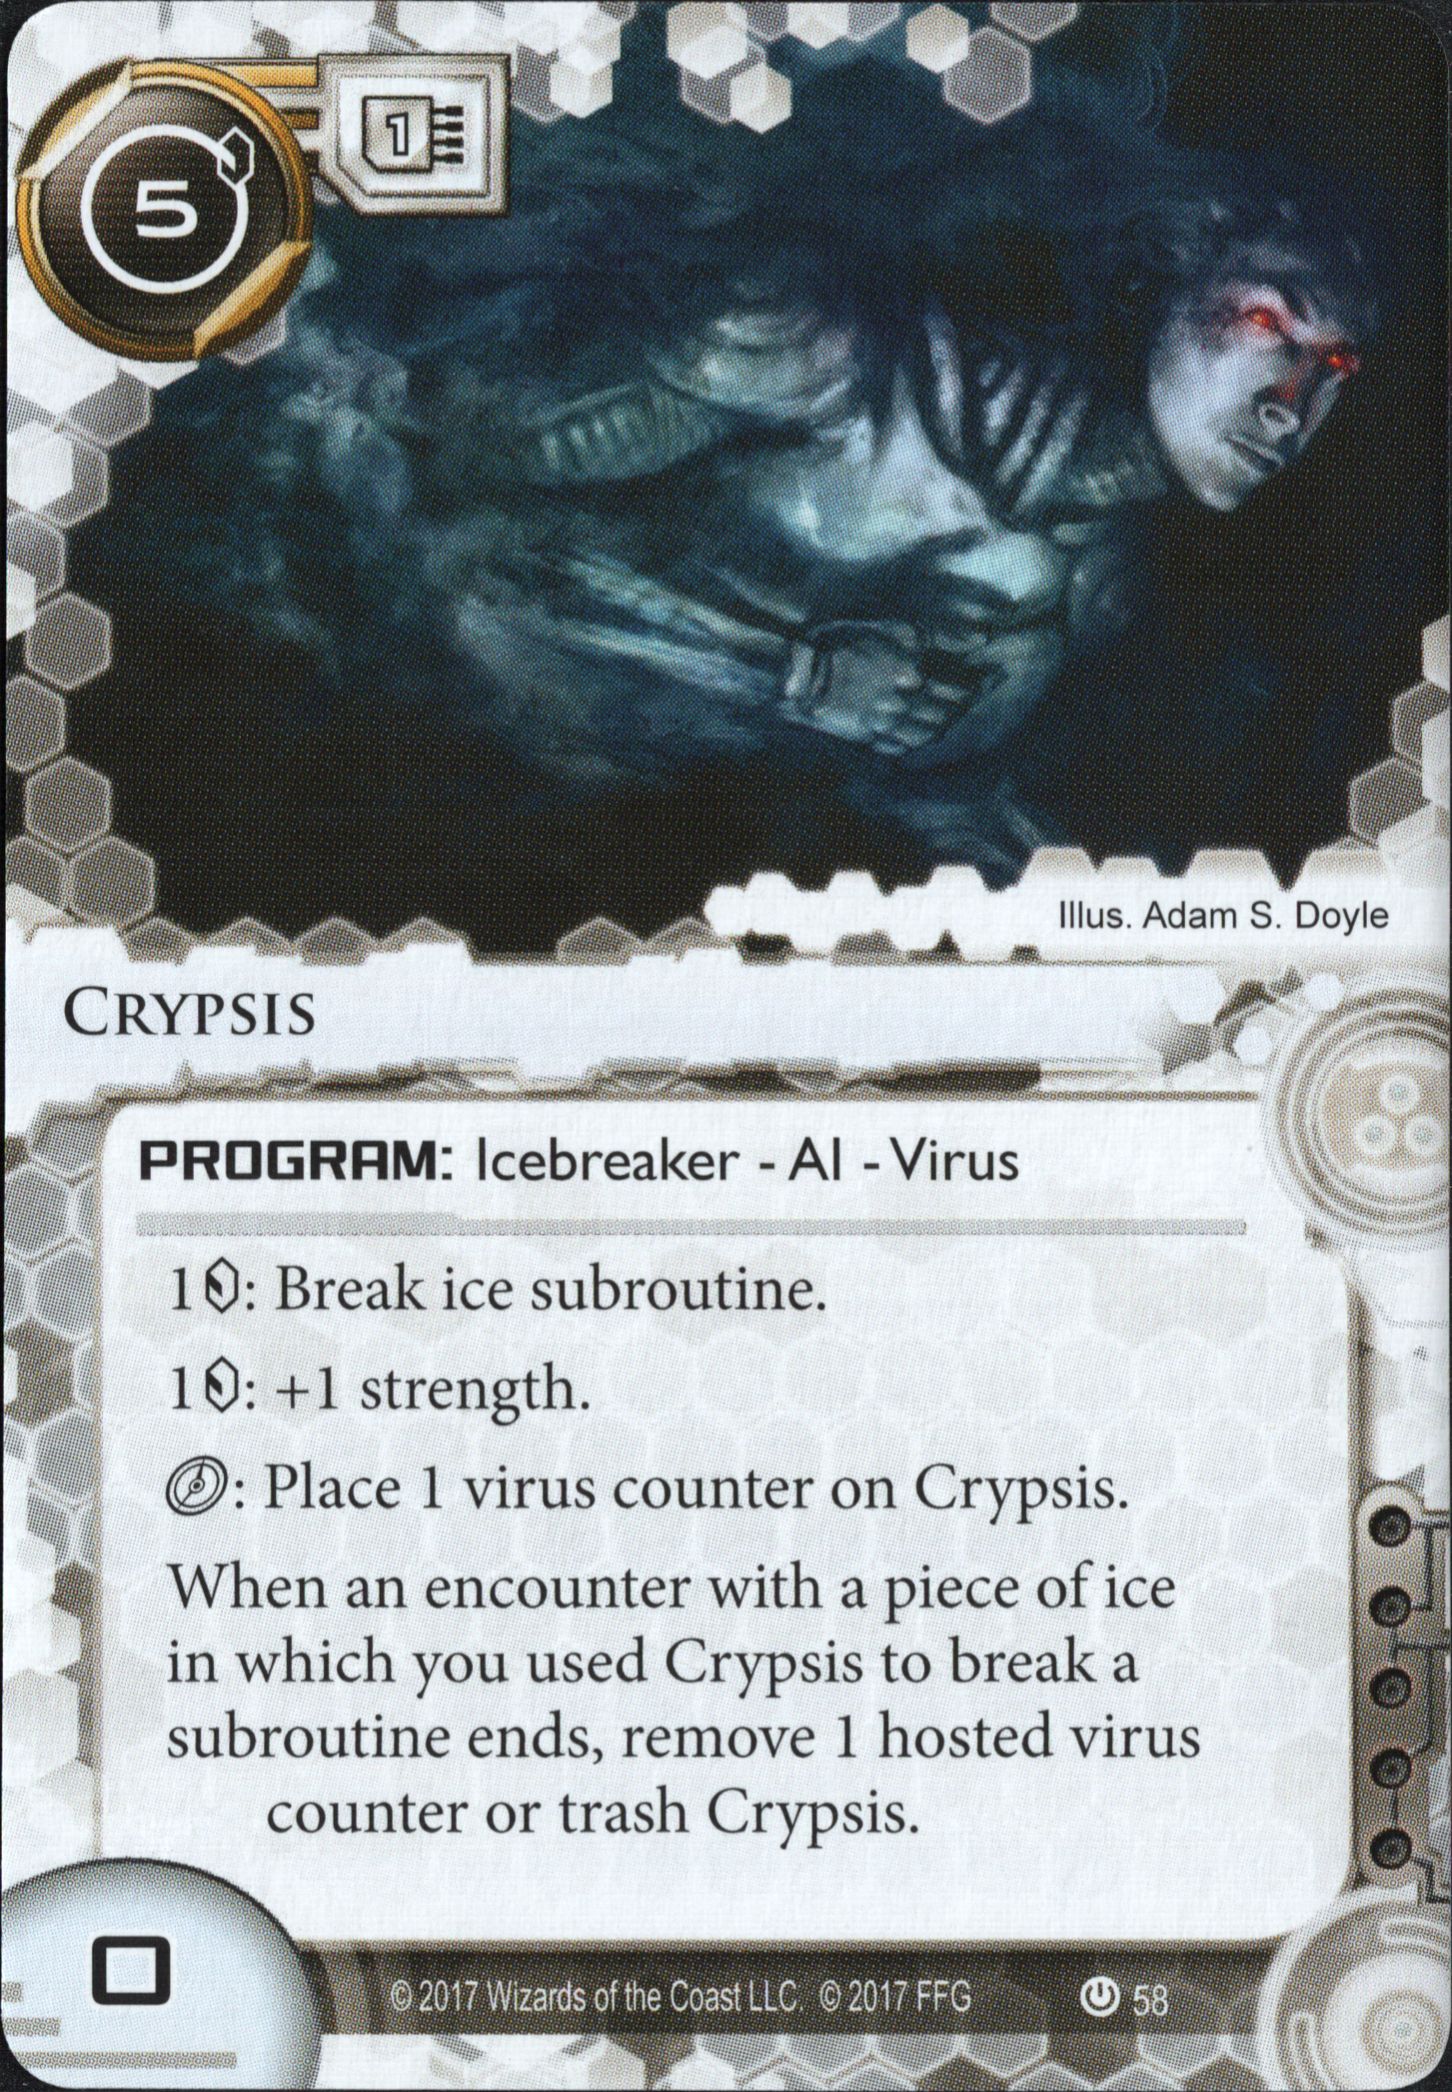 5
1
Illus. Adam S. Doyle
CRYPSIS
PROGRAM: Icebreaker - AI - Virus
1: Break ice subroutine.
1: +1 strength.
: Place 1 virus counter on Crypsis.
When an encounter with a piece of ice
in which you used Crypsis to break a
subroutine ends, remove 1 hosted virus
counter or trash Crypsis.
0
© 2017 Wizards of the Coast LLC. © 2017 FFG 58